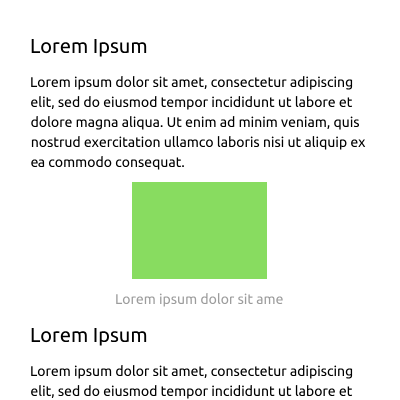 Lorem Ipsum
Lorem ipsum dolor sit amet, consectetur adipiscing
elit, sed do eiusmod tempor incididunt ut labore et
dolore magna aliqua. Ut enim ad minim veniam, quis
nostrud exercitation ullamco laboris nisi ut aliquip ex
ea commodo consequat.
Lorem ipsum dolor sit ame
Lorem Ipsum
Lorem ipsum dolor sit amet, consectetur adipiscing
elit, sed do eiusmod tempor incididunt ut labore et